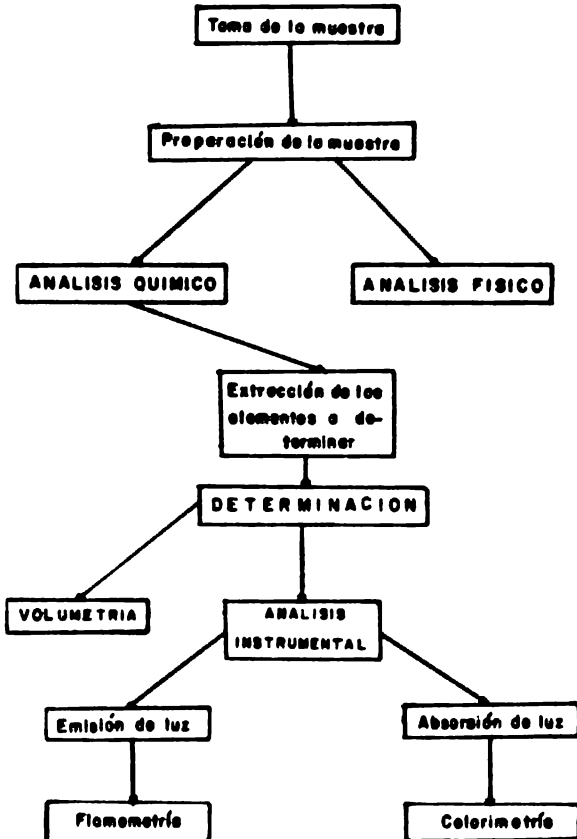 Toma de la muestra
Preparación de la muestra
ANALISIS QUIMICO
ANALISIS FISICO
Extracción de los
elementos a de-
terminar
DETERMINACION
VOLUMETRIA
ANALISIS
INSTRUMENTAL
Emisión de luz
Absorsión de luz
Flamometría
Colorimetría